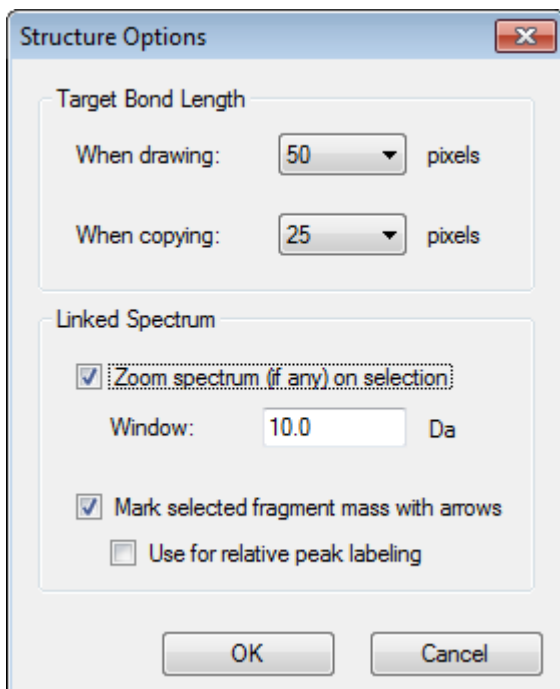 Structure Options
Target Bond Length
When drawing: 50 pixels
When copying: 25 pixels
Linked Spectrum
Zoom spectrum (if any) on selection
Window: 10.0 Da
Mark selected fragment mass with arrows
Use for relative peak labeling
OK Cancel